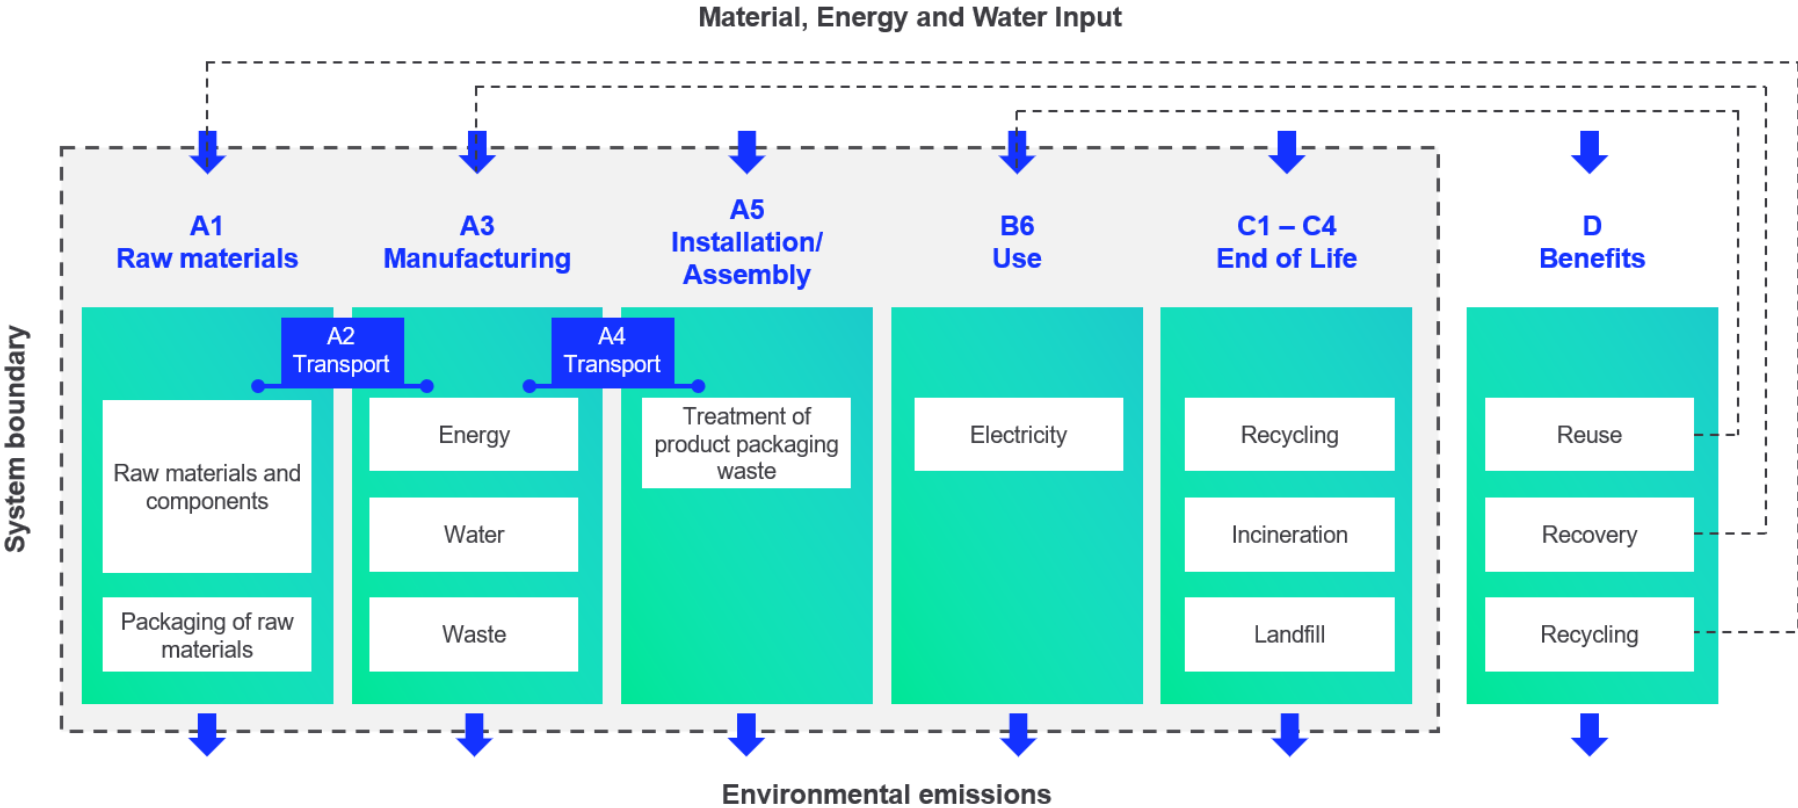 Material, Energy and Water Input
System boundary
A1
Raw materials
A3
Manufacturing
A5
Installation/
Assembly
B6
Use
C1 – C4
End of Life
D
Benefits
A2
Transport
A4
Transport
Raw materials and
components
Packaging of raw
materials
Energy
Water
Waste
Treatment of
product packaging
waste
Electricity
Recycling
Incineration
Landfill
Reuse
Recovery
Recycling
Environmental emissions